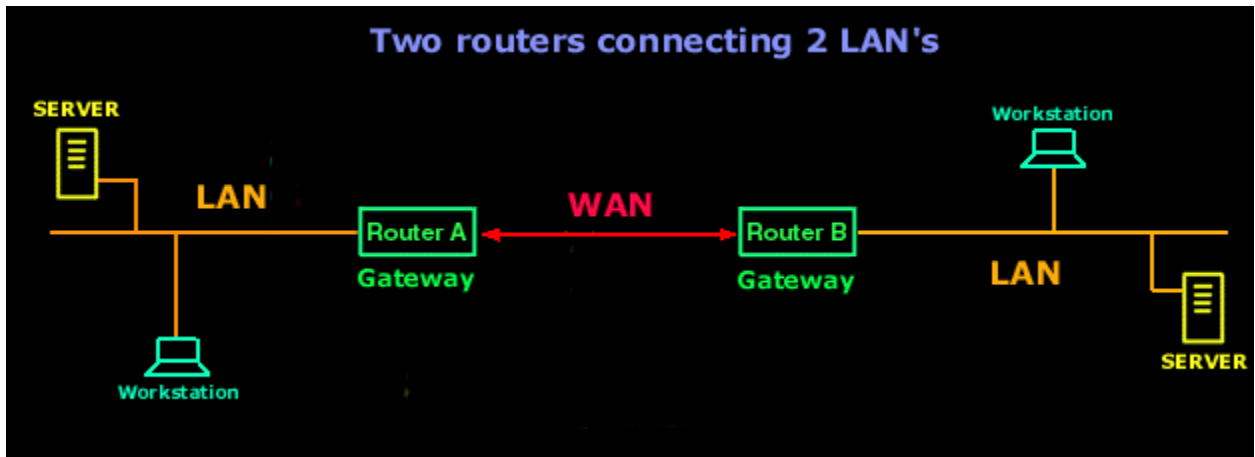 Two routers connecting 2 LAN's
SERVER
Workstation
LAN
WAN
Router A
Router B
Gateway
Gateway
LAN
SERVER
Workstation